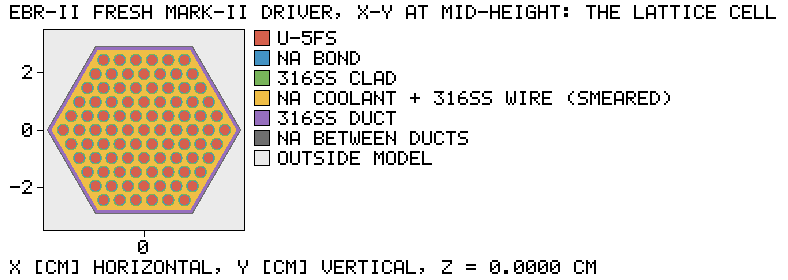 EBR-II FRESH MARK-II DRIVER, X-Y AT MID-HEIGHT: THE LATTICE CELL
U-5FS
NA BOND
316SS CLAD
NA COOLANT + 316SS WIRE (SMEARED)
316SS DUCT
NA BETWEEN DUCTS
OUTSIDE MODEL
2
0
-2
0
X [CM] HORIZONTAL, Y [CM] VERTICAL, Z = 0.0000 CM